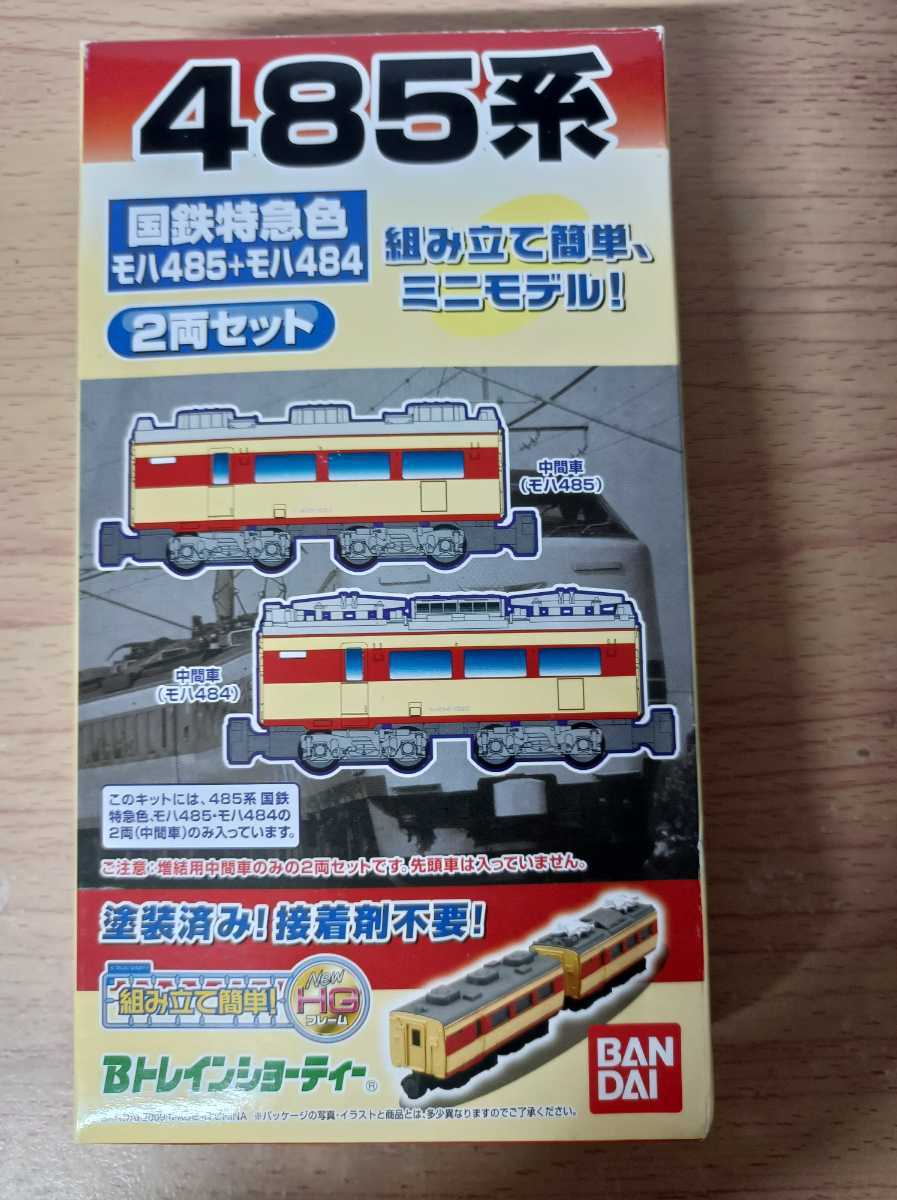 485系
国鉄特急色
モハ485+モハ484
2両セット
組み立て簡単、
ミニモデル!
中間車
(モハ485)
中間車
(モハ484)
このキットには、485系 国鉄
特急色、モハ485・モハ484の
2両(中間車)のみ入っています。
ご注意:増結用中間車のみの2両セットです。先頭車は入っていません。
塗装済み!接着剤不要!
組み立て簡単!
New
HG
フレーム
Bトレインショーティー®
BAN
DAI
2009 CHINA ※パッケージの写真・イラストと商品とは、多少異なりますのでご了承ください。